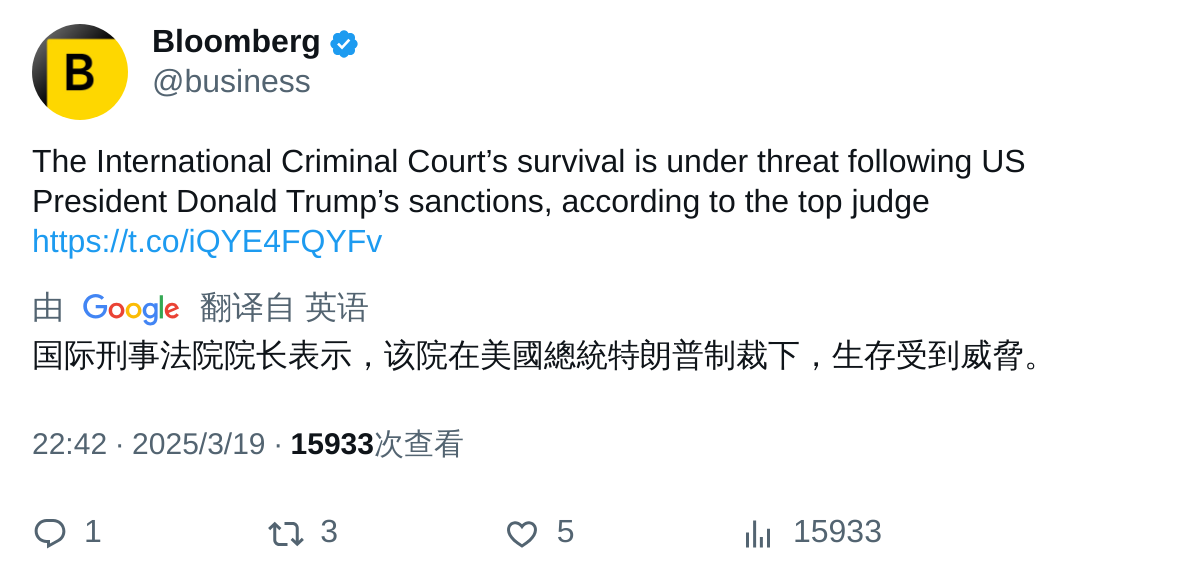 B
Bloomberg
@business
The International Criminal Court’s survival is under threat following US
President Donald Trump’s sanctions, according to the top judge
https://t.co/iQYE4FQYFv
由 Google 翻译自 英语
国际刑事法院院长表示，该院在美國總統特朗普制裁下，生存受到威脅。
22:42 · 2025/3/19 · 15933次查看
1 3 5 15933